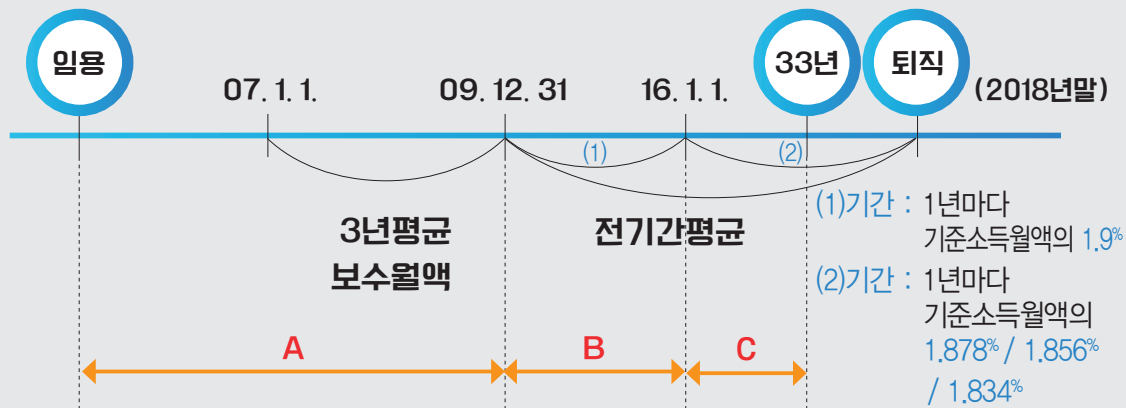 임용
33년
퇴직
07. 1. 1.
09. 12. 31
16. 1. 1.
(2018년말)
(1)
(2)
3년평균
보수월액
전기간평균
(1)기간 : 1년마다
기준소득월액의 1.9%
(2)기간 : 1년마다
기준소득월액의
1.878% / 1.856%
/ 1.834%
A
B
C